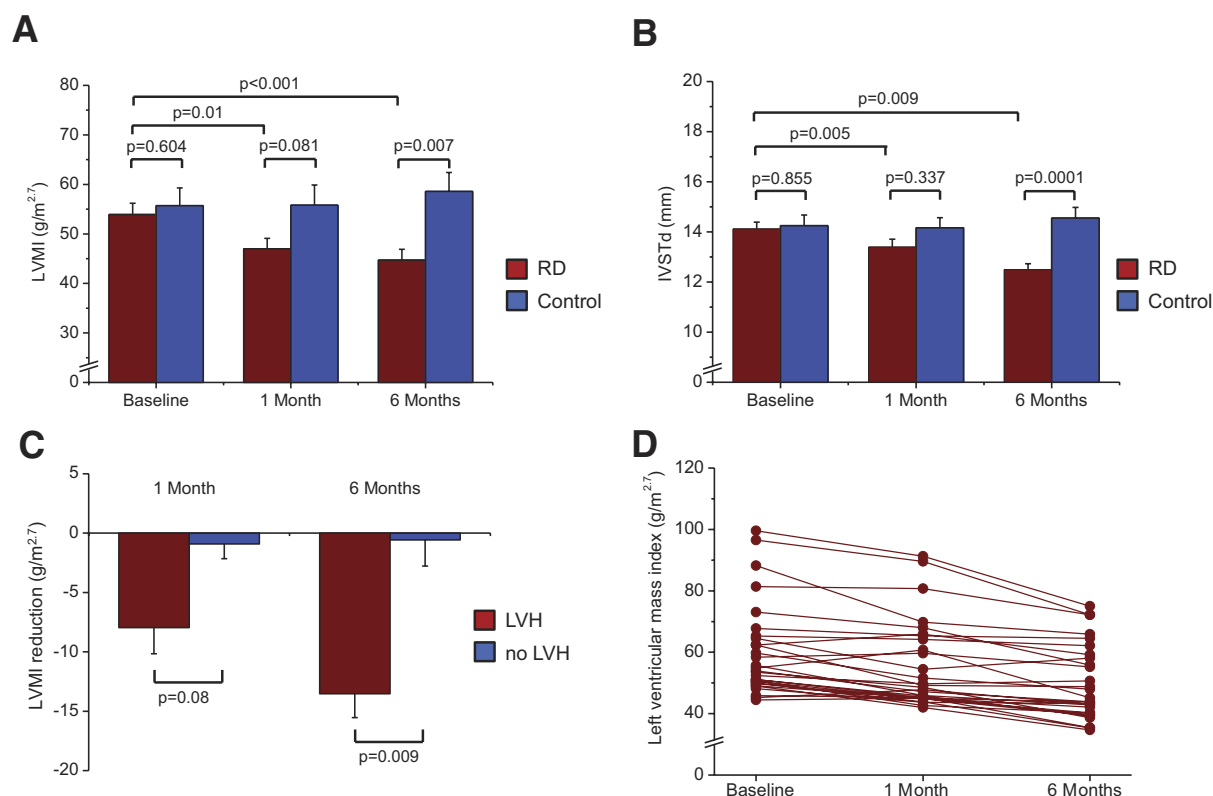 A
LVMI (g/m2.7)
80
70
60
50
40
30
0
p<0.001
p=0.01
p=0.604
p=0.081
p=0.007
Baseline
1 Month
6 Months
RD
Control
B
IVSTd (mm)
20
18
16
14
12
10
0
p=0.009
p=0.005
p=0.855
p=0.337
p=0.0001
Baseline
1 Month
6 Months
RD
Control
C
LVMI reduction (g/m2.7)
5
0
-5
-10
-15
-20
1 Month
6 Months
p=0.08
p=0.009
LVH
no LVH
D
Left ventricular mass index (g/m2.7)
120
100
80
60
40
0
Baseline
1 Month
6 Months